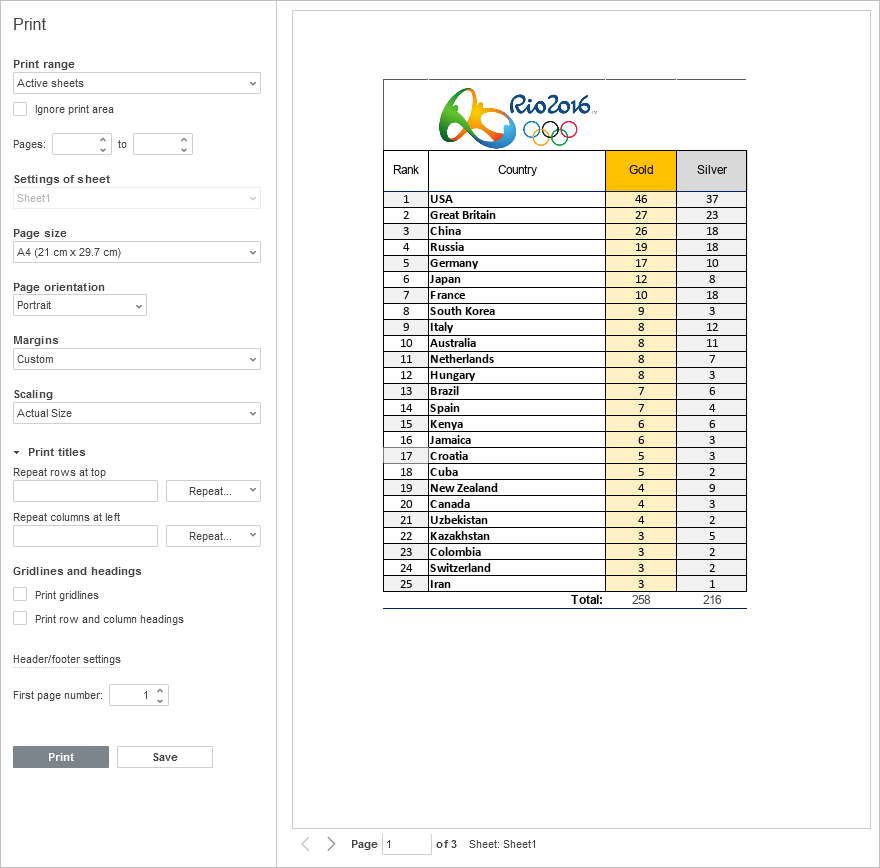 Print
Print range
Active sheets
Ignore print area
Pages: to
Settings of sheet
Sheet1
Page size
A4 (21 cm x 29.7 cm)
Page orientation
Portrait
Margins
Custom
Scaling
Actual Size
Print titles
Repeat rows at top
Repeat...
Repeat columns at left
Repeat...
Gridlines and headings
Print gridlines
Print row and column headings
Header/footer settings
First page number: 1
Print Save
Rio2016™
Rank Country Gold Silver
1 USA 46 37
2 Great Britain 27 23
3 China 26 18
4 Russia 19 18
5 Germany 17 10
6 Japan 12 8
7 France 10 18
8 South Korea 9 3
9 Italy 8 12
10 Australia 8 11
11 Netherlands 8 7
12 Hungary 8 3
13 Brazil 7 6
14 Spain 7 4
15 Kenya 6 6
16 Jamaica 6 3
17 Croatia 5 3
18 Cuba 5 2
19 New Zealand 4 9
20 Canada 4 3
21 Uzbekistan 4 2
22 Kazakhstan 3 5
23 Colombia 3 2
24 Switzerland 3 2
25 Iran 3 1
Total: 258 216
Page 1 of 3 Sheet: Sheet1